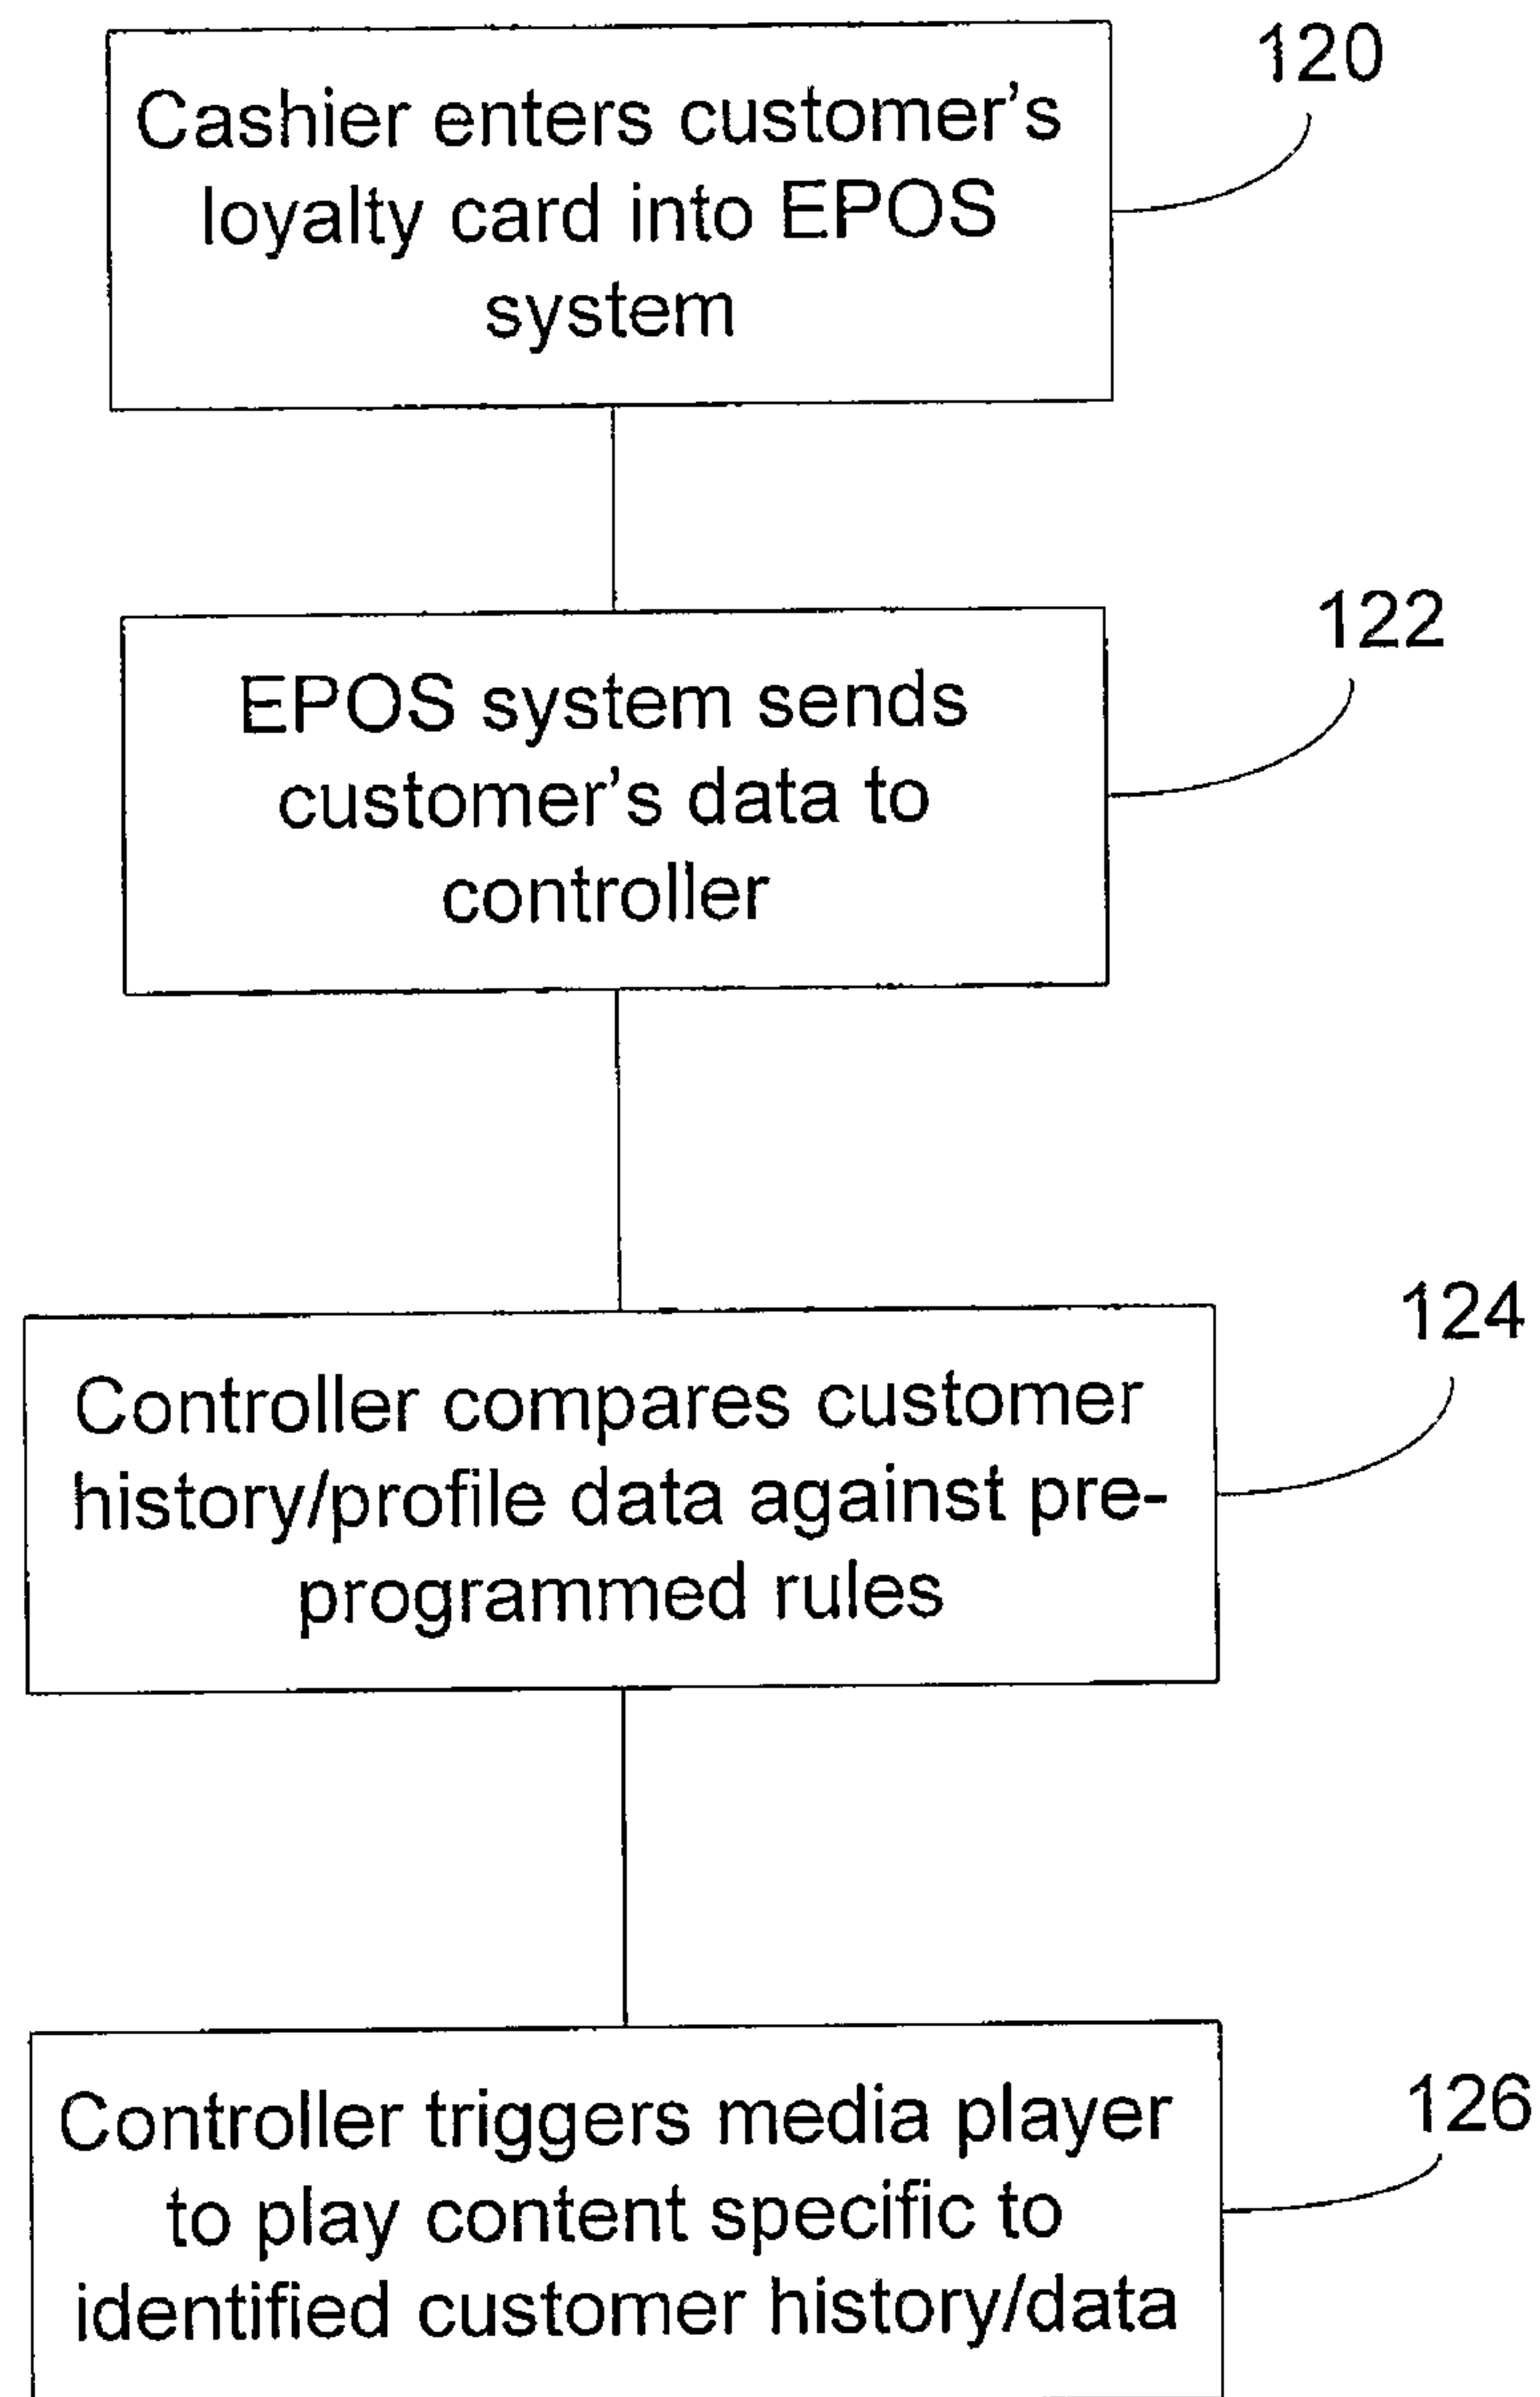 120
Cashier enters customer's
loyalty card into EPOS
system
122
EPOS system sends
customer's data to
controller
124
Controller compares customer
history/profile data against pre-
programmed rules
126
Controller triggers media player
to play content specific to
identified customer history/data